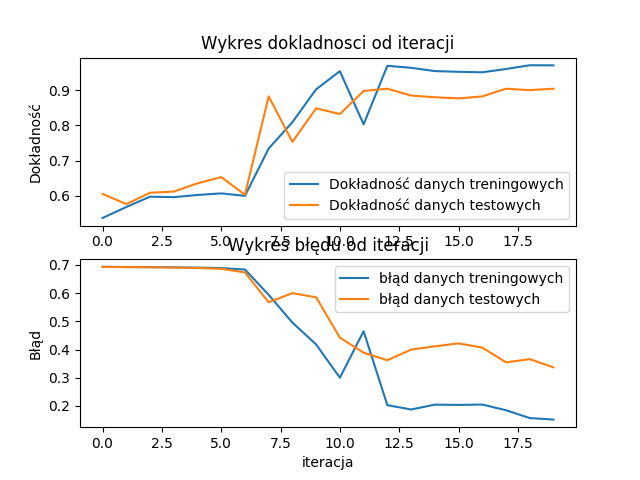 Wykres dokladnosci od iteracji
Dokładność
0.9
0.8
0.7
0.6
Dokładność danych treningowych
Dokładność danych testowych
0.0 2.5 5.0 7.5 10.0 12.5 15.0 17.5
Wykres błędu od iteracji
Błąd
0.7
0.6
0.5
0.4
0.3
0.2
błąd danych treningowych
błąd danych testowych
0.0 2.5 5.0 7.5 10.0 12.5 15.0 17.5
iteracja